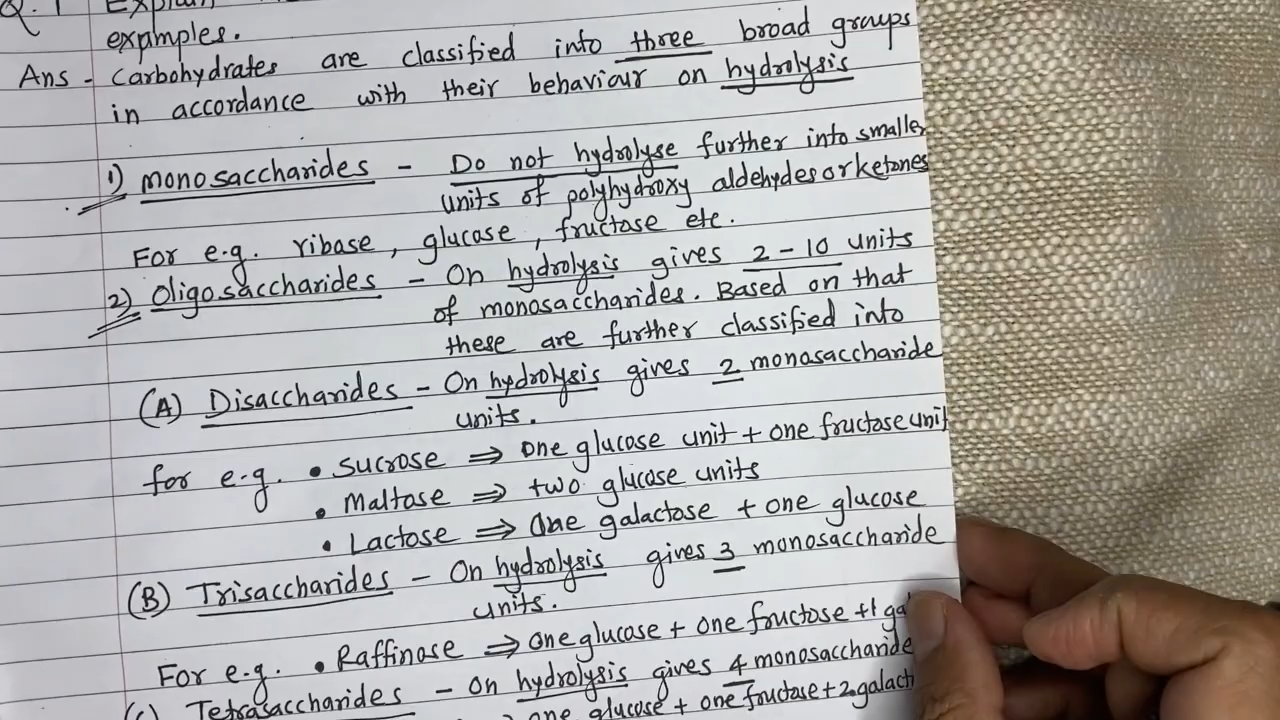 Q.1 Explain
examples.
Ans - Carbohydrates are classified into three broad groups
in accordance with their behaviour on hydrolysis
1) monosaccharides - Do not hydrolyse further into smaller
units of polyhydroxy aldehydes or ketones
For e.g. ribose, glucose, fructose etc.
2) Oligosaccharides - On hydrolysis gives 2-10 units
of monosaccharides. Based on that
these are further classified into
(A) Disaccharides - On hydrolysis gives 2 monosaccharide
units.
for e.g. • Sucrose ⇒ one glucose unit + one fructose unit
• Maltose ⇒ two glucose units
• Lactose ⇒ One galactose + one glucose
(B) Trisaccharides - On hydrolysis gives 3 monosaccharide
units.
For e.g. • Raffinose ⇒ one glucose + one fructose +1 ga
(C) Tetrasaccharides - on hydrolysis gives 4 monosaccharide
one glucose + one fructose + 2 galact